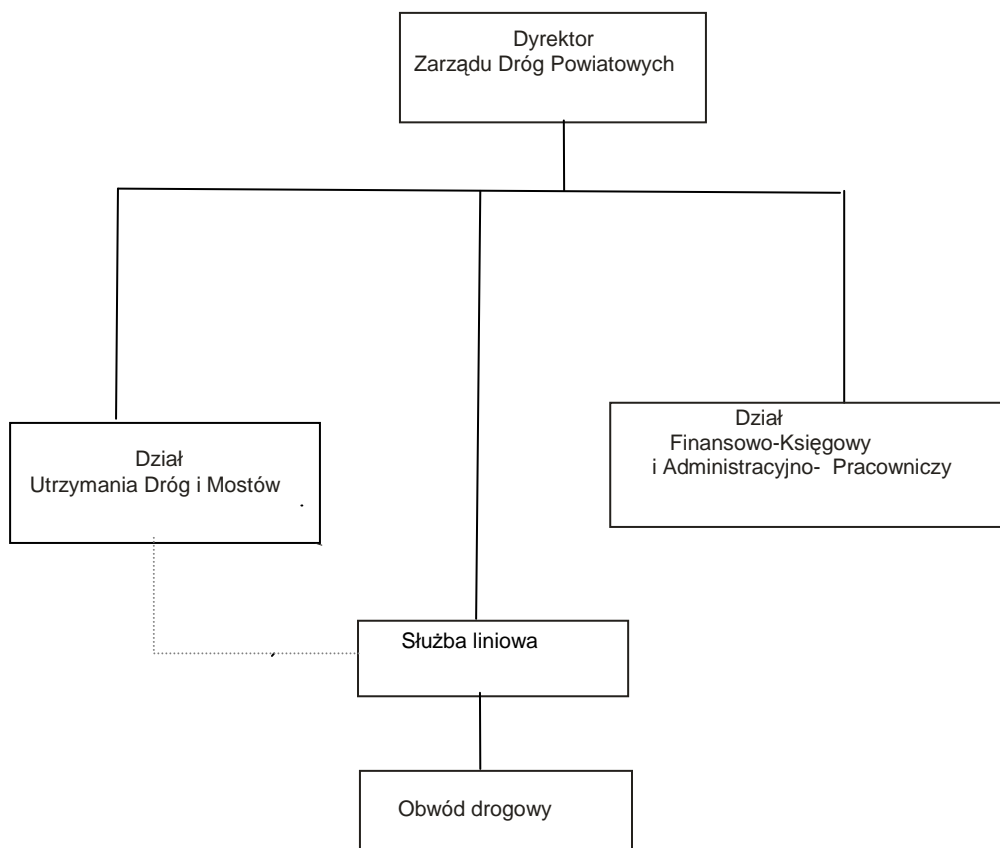 Dyrektor
Zarządu Dróg Powiatowych
Dział
Utrzymania Dróg i Mostów
Dział
Finansowo-Księgowy
i Administracyjno- Pracowniczy
Służba liniowa
Obwód drogowy